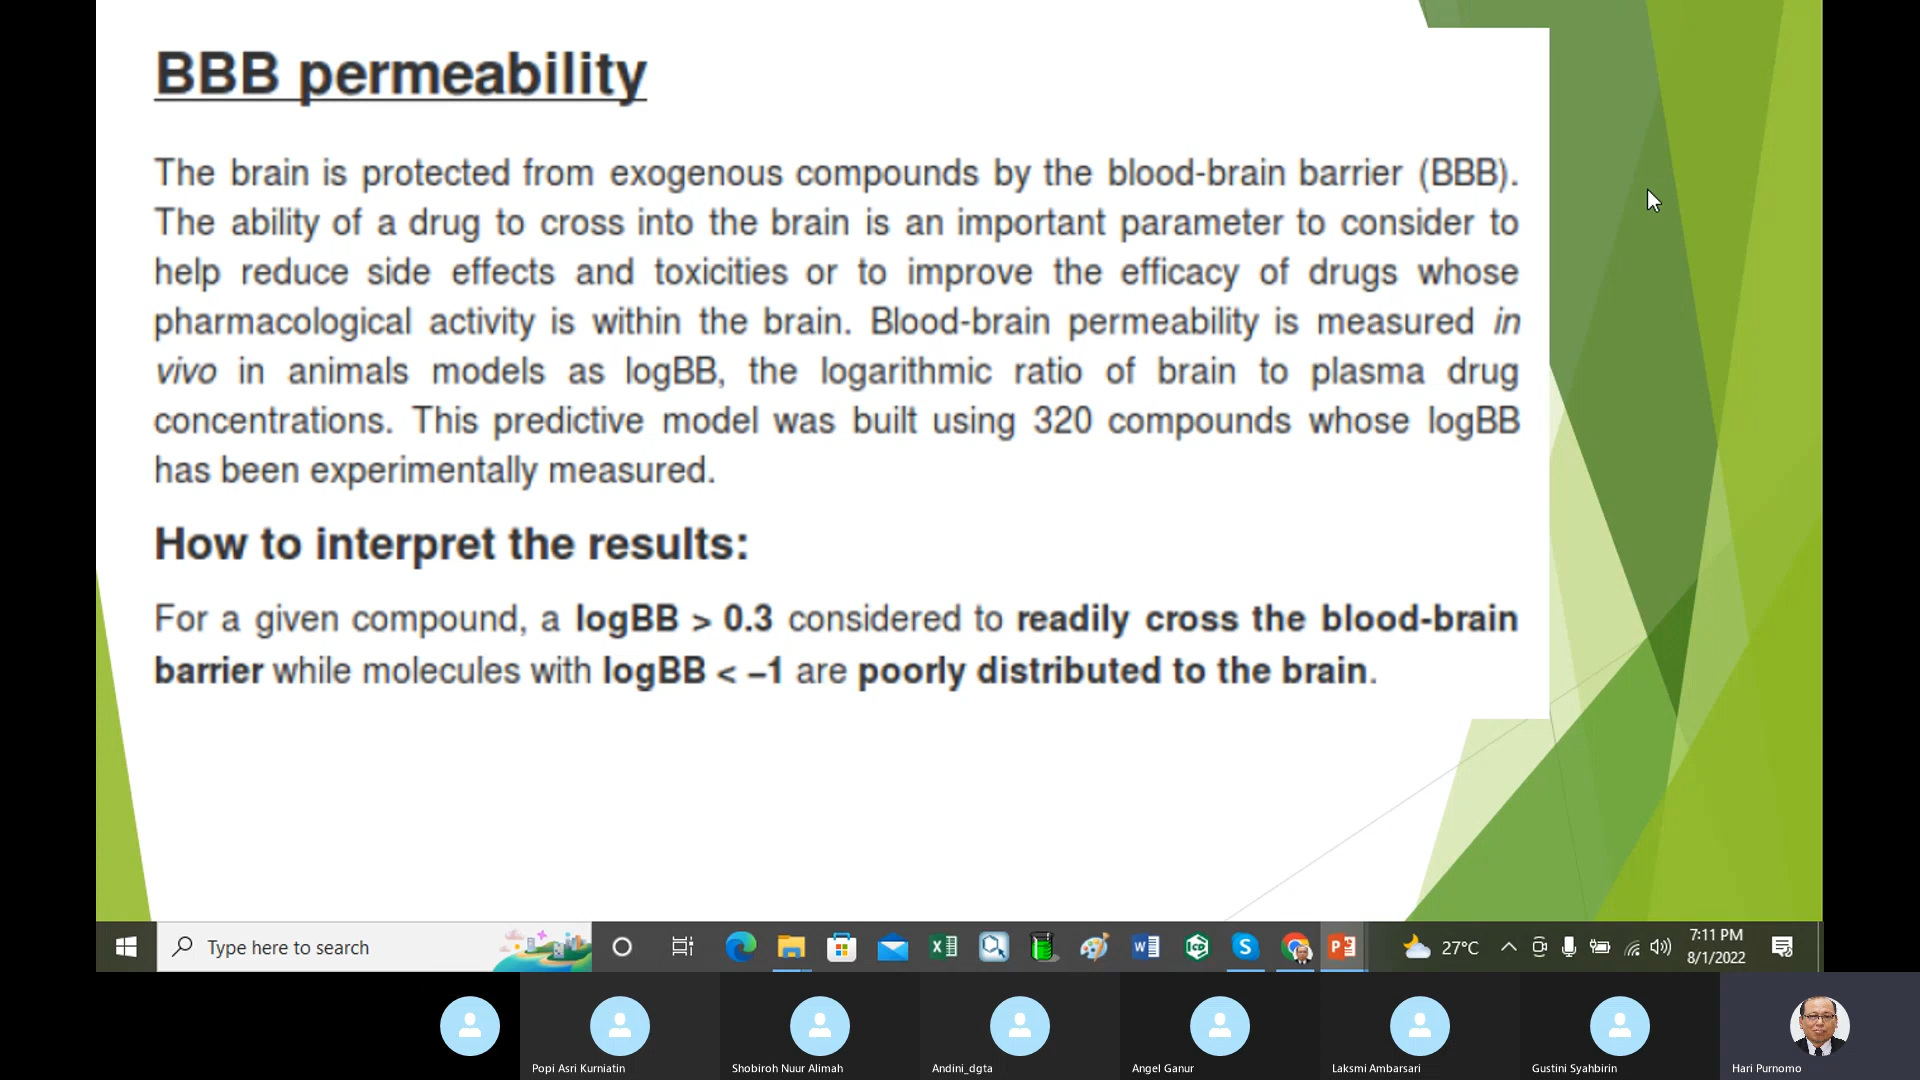 BBB permeability
The brain is protected from exogenous compounds by the blood-brain barrier (BBB).
The ability of a drug to cross into the brain is an important parameter to consider to
help reduce side effects and toxicities or to improve the efficacy of drugs whose
pharmacological activity is within the brain. Blood-brain permeability is measured in
vivo in animals models as logBB, the logarithmic ratio of brain to plasma drug
concentrations. This predictive model was built using 320 compounds whose logBB
has been experimentally measured.
How to interpret the results:
For a given compound, a logBB > 0.3 considered to readily cross the blood-brain
barrier while molecules with logBB < −1 are poorly distributed to the brain.
Type here to search
27°C
7:11 PM
8/1/2022
Popi Asri Kurniatin
Shobiroh Nuur Alimah
Andini_dgta
Angel Ganur
Laksmi Ambarsari
Gustini Syahbirin
Hari Purnomo